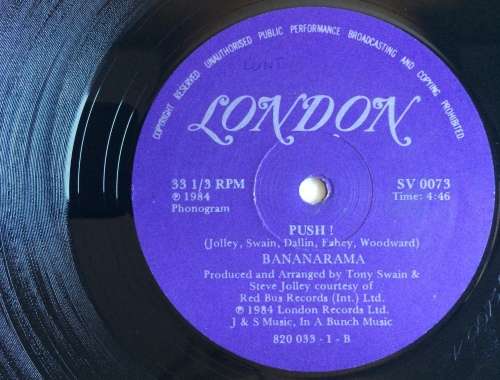 COPYRIGHT RESERVED UNAUTHORISED PUBLIC PERFORMANCE BROADCASTING AND COPYING PROHIBITED
LONDON
33 1/3 RPM
℗ 1984
Phonogram
SV 0073
Time: 4:46
PUSH !
(Jolley, Swain, Dallin, Fahey, Woodward)
BANANARAMA
Produced and Arranged by Tony Swain &
Steve Jolley courtesy of
Red Bus Records (Int.) Ltd.
℗ 1984 London Records Ltd.
J & S Music, In A Bunch Music
820 033 - 1 - B